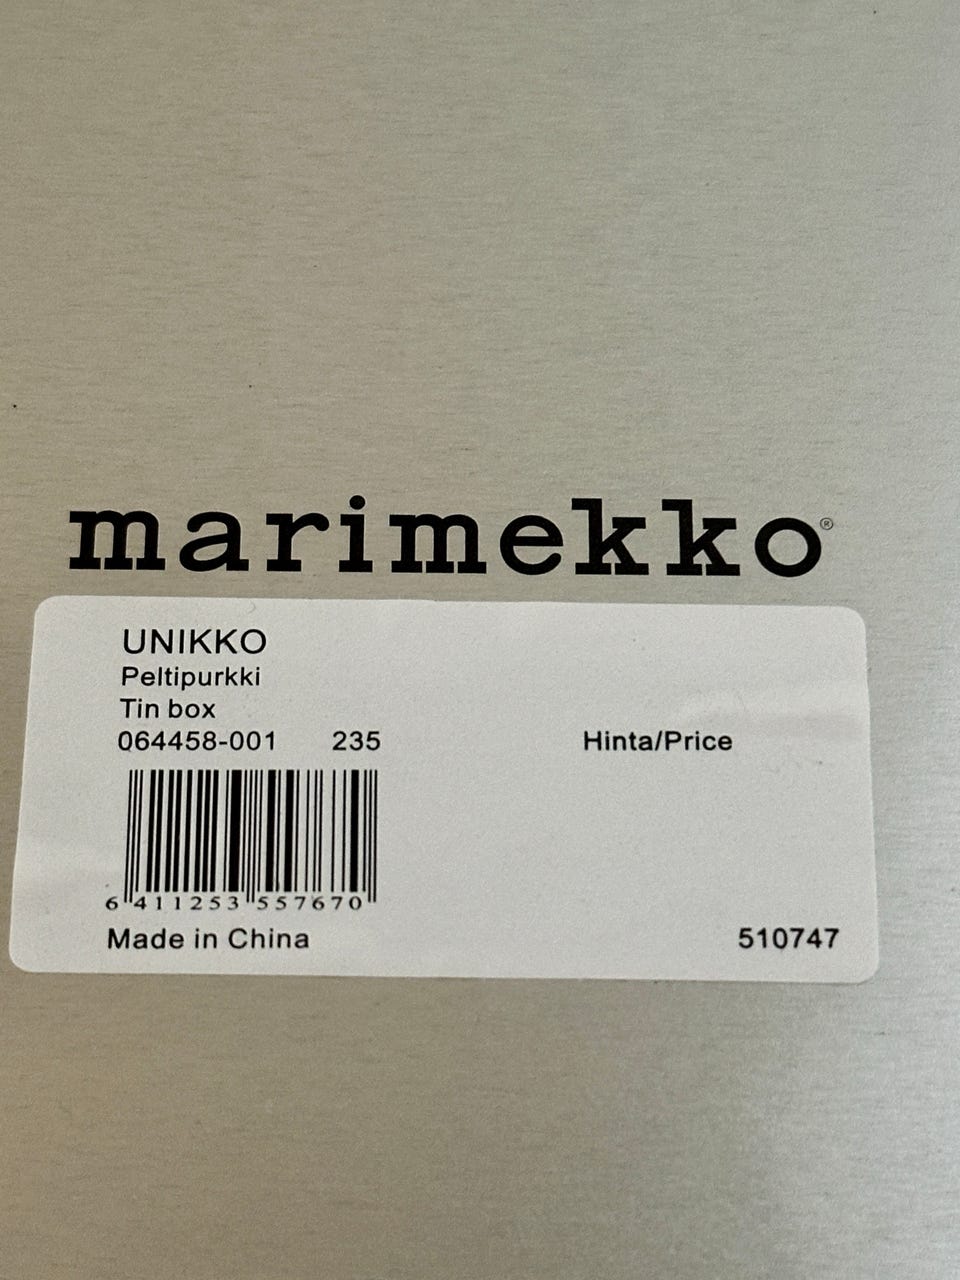 marimekko®
UNIKKO
Peltipurkki
Tin box
064458-001 235 Hinta/Price
6 411253 557670
Made in China 510747